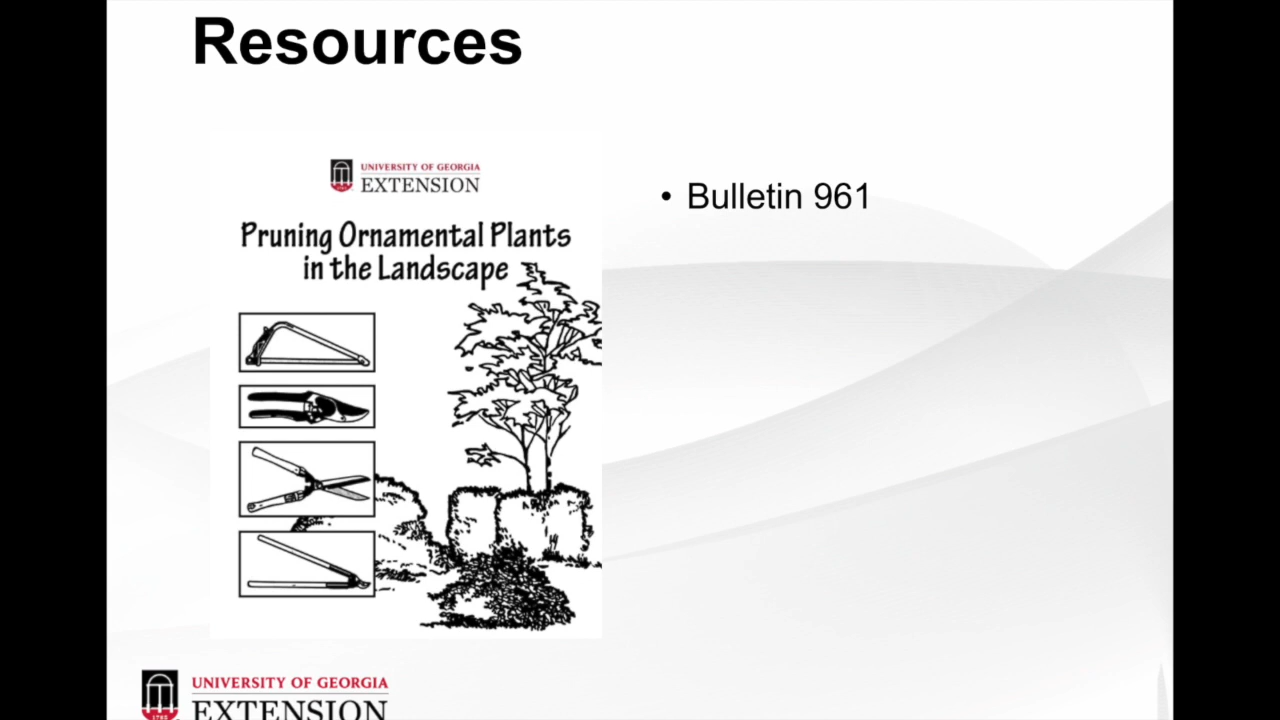 Resources
UNIVERSITY OF GEORGIA
EXTENSION
Pruning Ornamental Plants
in the Landscape
• Bulletin 961
UNIVERSITY OF GEORGIA
EXTENSION